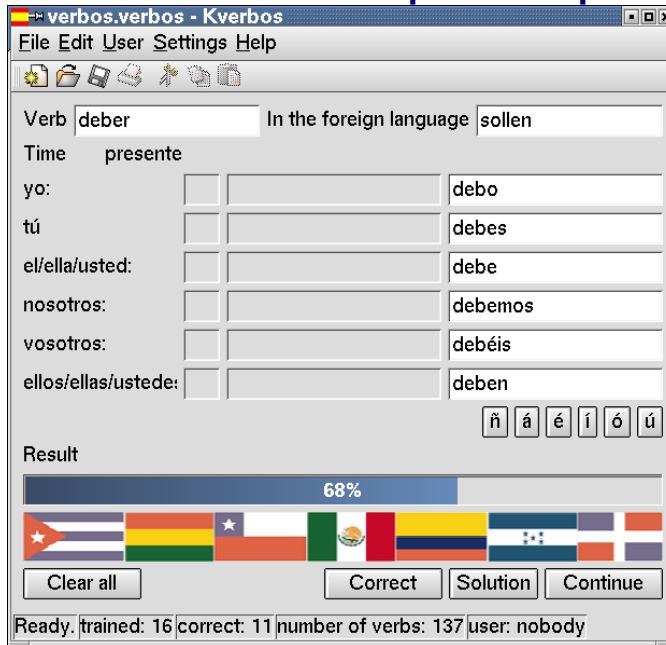 verbos.verbos - Kverbos
File Edit User Settings Help
Verb deber In the foreign language sollen
Time presente
yo: debo
tú debes
el/ella/usted: debe
nosotros: debemos
vosotros: debéis
ellos/ellas/ustedes deben
ñ á é í ó ú
Result
68%
Clear all Correct Solution Continue
Ready. trained: 16 correct: 11 number of verbs: 137 user: nobody